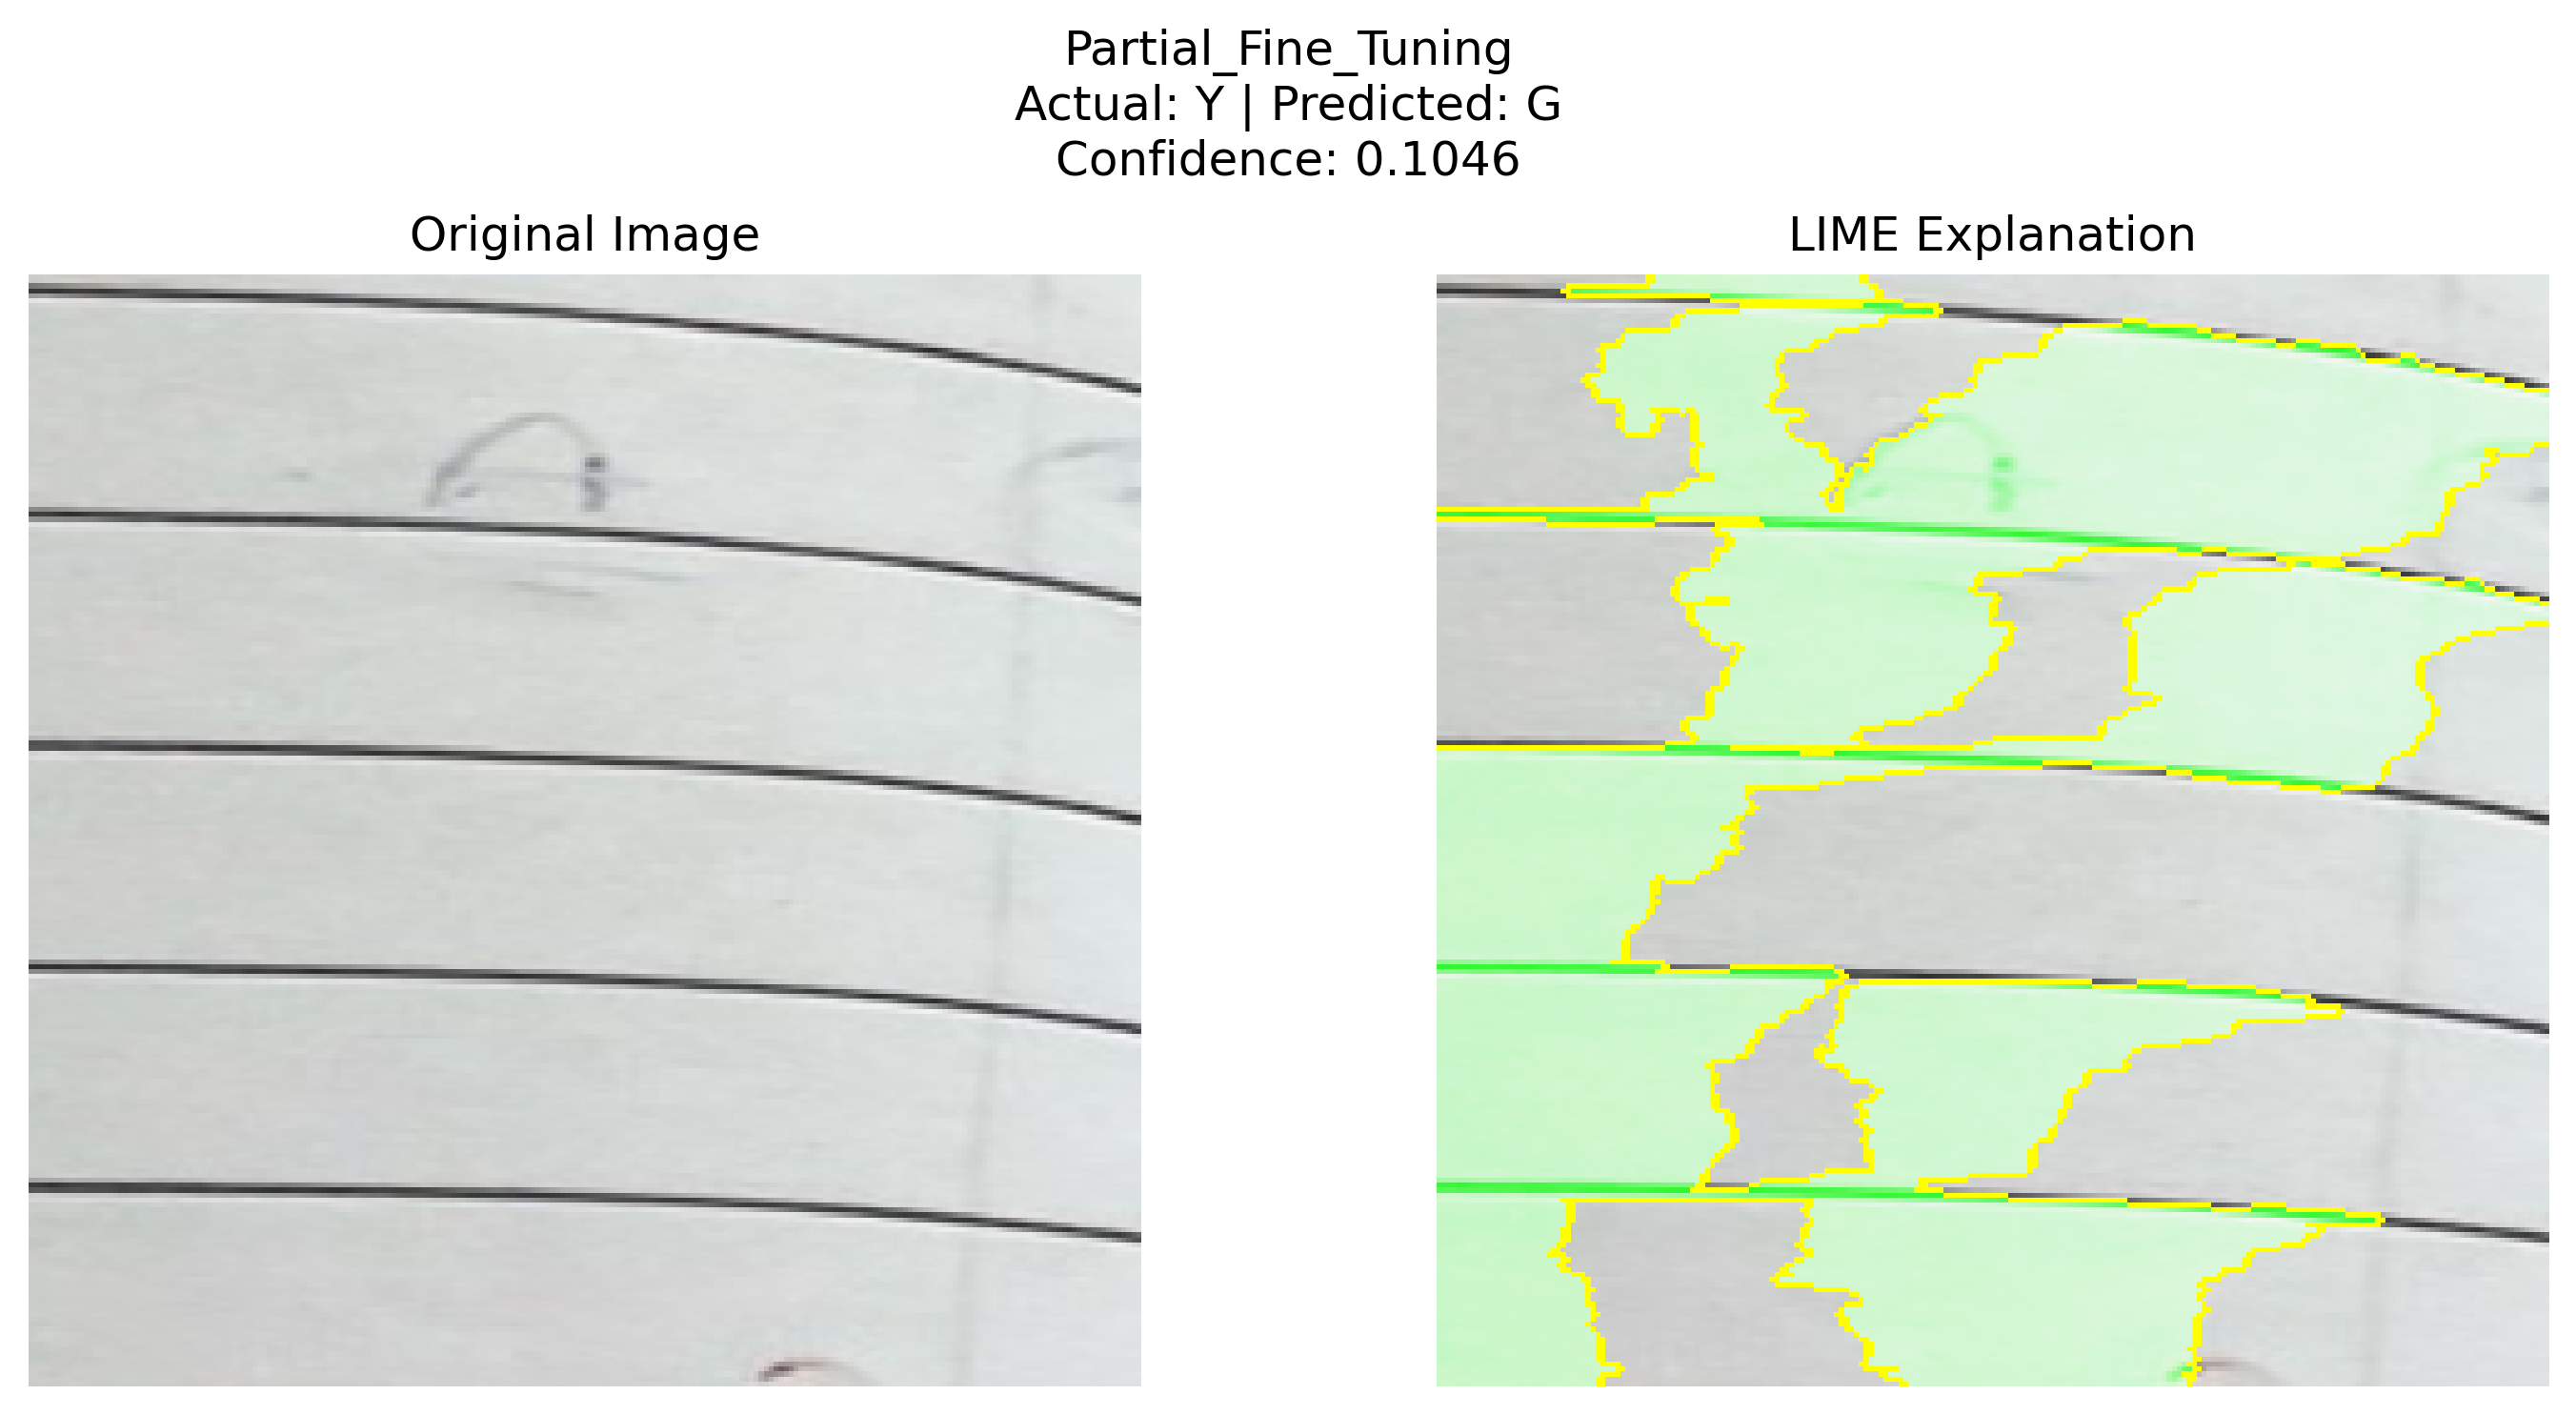 Partial_Fine_Tuning
Actual: Y | Predicted: G
Confidence: 0.1046
Original Image
LIME Explanation